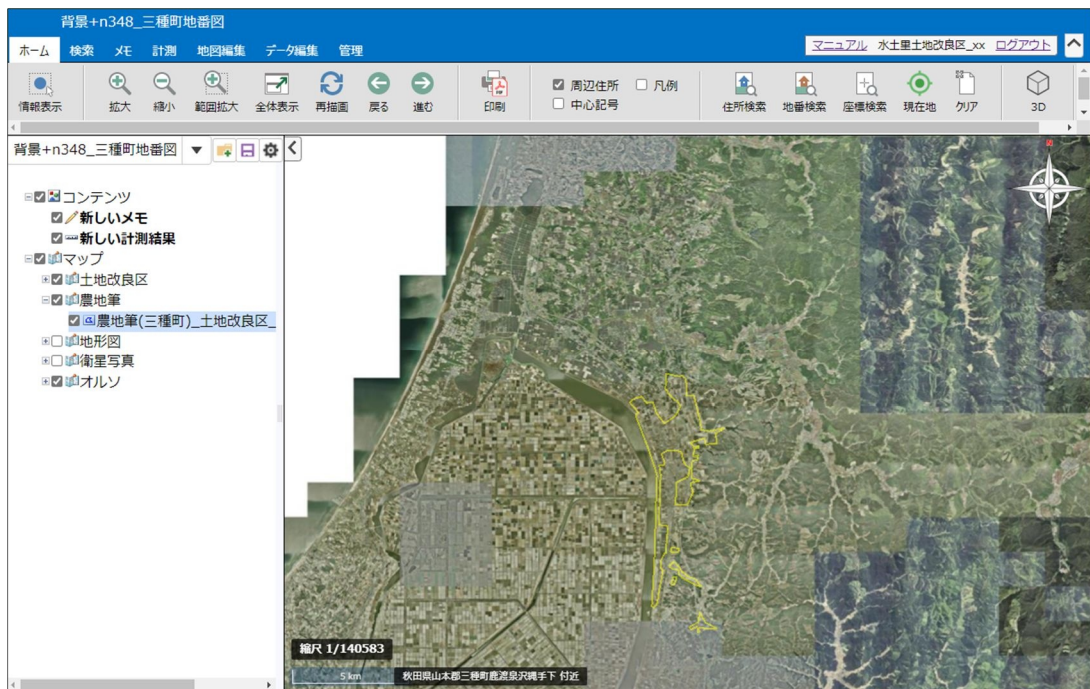 背景+n348_三種町地番図
ホーム 検索 メモ 計測 地図編集 データ編集 管理
マニュアル 水土里土地改良区_xx ログアウト
情報表示 拡大 縮小 範囲拡大 全体表示 再描画 戻る 進む 印刷
周辺住所 凡例
中心記号
住所検索 地番検索 座標検索 現在地 クリア 3D
背景+n348_三種町地番図
コンテンツ
新しいメモ
新しい計測結果
マップ
土地改良区
農地筆
農地筆(三種町)_土地改良区_
地形図
衛星写真
オルソ
N
縮尺 1/140583
5 km
秋田県山本郡三種町鹿渡泉沢縄手下 付近